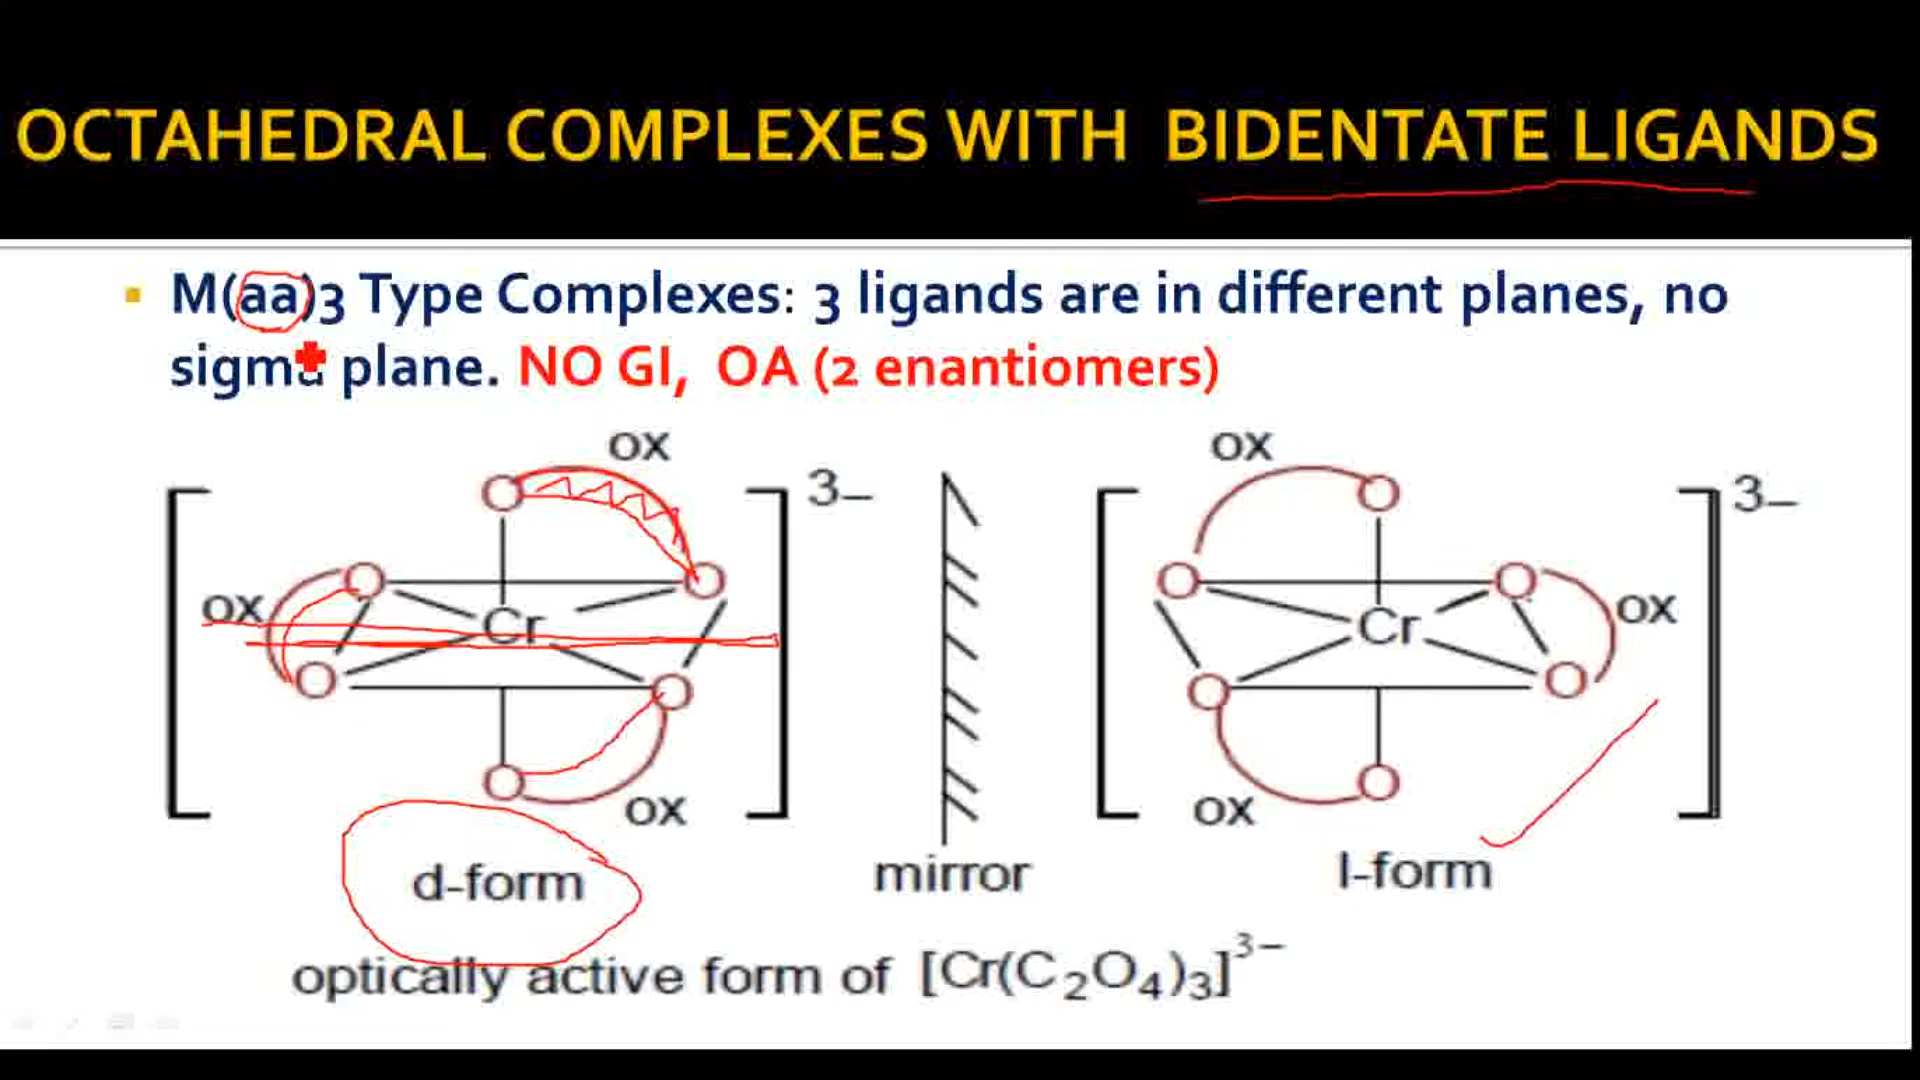 OCTAHEDRAL COMPLEXES WITH BIDENTATE LIGANDS
M(aa)3 Type Complexes: 3 ligands are in different planes, no
sigma plane. NO GI, OA (2 enantiomers)
ox
ox
3–
3–
O
O
O
O
O
O
ox
Cr
Cr
ox
O
O
O
O
O
O
ox
ox
d-form
mirror
l-form
optically active form of [Cr(C2O4)3]3–